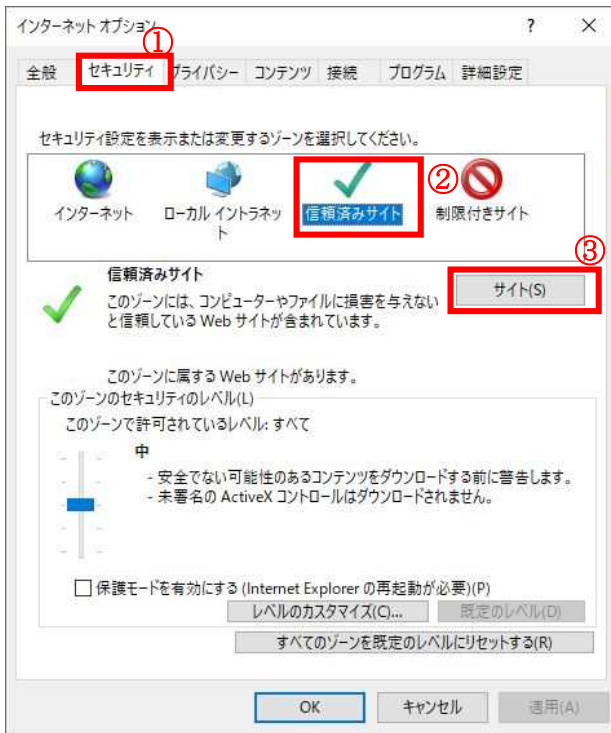 インターネット オプション
?
×
①
全般 セキュリティ プライバシー コンテンツ 接続 プログラム 詳細設定
セキュリティ設定を表示または変更するゾーンを選択してください。
②
インターネット ローカル イントラネット 信頼済みサイト 制限付きサイト
③
信頼済みサイト
サイト(S)
このゾーンには、コンピューターやファイルに損害を与えない
と信頼している Web サイトが含まれています。
このゾーンに属する Web サイトがあります。
このゾーンのセキュリティのレベル(L)
このゾーンで許可されているレベル: すべて
中
- 安全でない可能性のあるコンテンツをダウンロードする前に警告します。
- 未署名の ActiveX コントロールはダウンロードされません。
保護モードを有効にする (Internet Explorer の再起動が必要)(P)
レベルのカスタマイズ(C)... 既定のレベル(D)
すべてのゾーンを既定のレベルにリセットする(R)
OK キャンセル 適用(A)